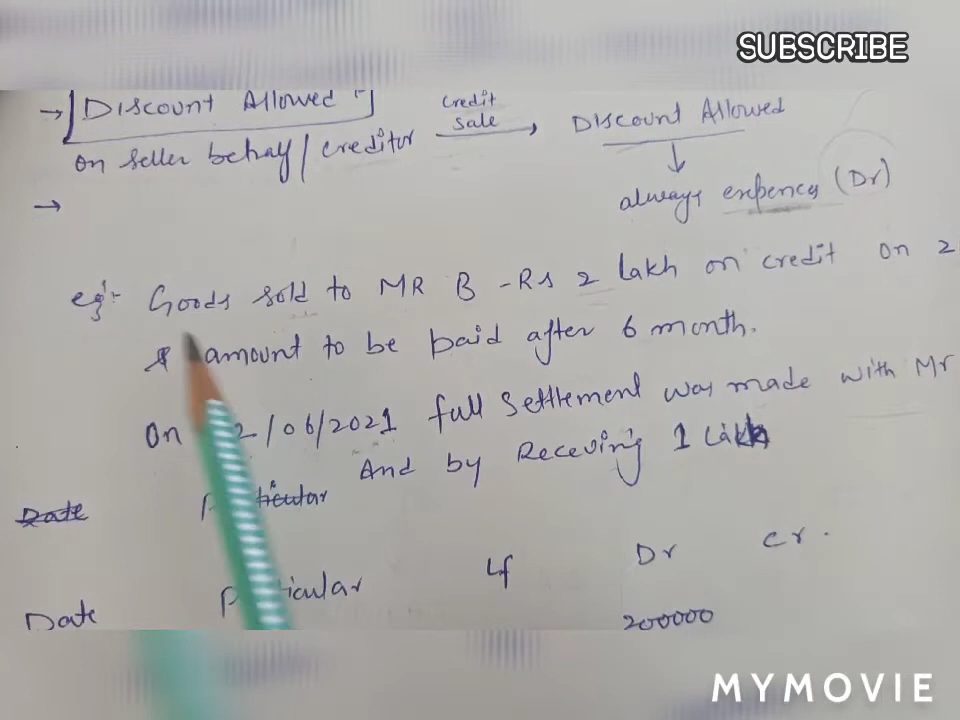 SUBSCRIBE
→ Discount Allowed credit sale → Discount Allowed
on seller behaf/creditor
always expences (Dr)
→
eg:- Goods sold to MR B - Rs 2 lakh on credit on 2
amount to be paid after 6 month.
On 2/06/2021 full settlement was made with Mr
And by Receving 1 Lakh
Date Particular
Date Particular Lf Dr Cr.
200000
MYMOVIE